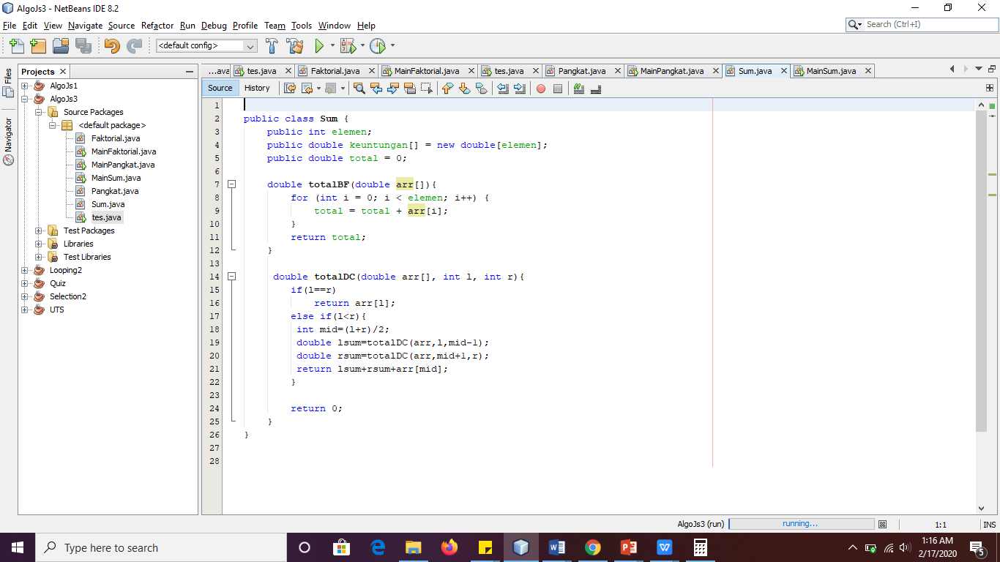 AlgoJs3 - NetBeans IDE 8.2
File Edit View Navigate Source Refactor Run Debug Profile Team Tools Window Help
Search (Ctrl+I)
<default config>
Files
Navigator
Projects
AlgoJs1
AlgoJs3
Source Packages
<default package>
Faktorial.java
MainFaktorial.java
MainPangkat.java
MainSum.java
Pangkat.java
Sum.java
tes.java
Test Packages
Libraries
Test Libraries
Looping2
Quiz
Selection2
UTS
...ava tes.java Faktorial.java MainFaktorial.java tes.java Pangkat.java MainPangkat.java Sum.java MainSum.java
Source History
1
2 public class Sum {
3 public int elemen;
4 public double keuntungan[] = new double[elemen];
5 public double total = 0;
6
7 double totalBF(double arr[]){
8 for (int i = 0; i < elemen; i++) {
9 total = total + arr[i];
10 }
11 return total;
12 }
13
14 double totalDC(double arr[], int l, int r){
15 if(l==r)
16 return arr[l];
17 else if(l<r){
18 int mid=(l+r)/2;
19 double lsum=totalDC(arr,l,mid-1);
20 double rsum=totalDC(arr,mid+1,r);
21 return lsum+rsum+arr[mid];
22 }
23
24 return 0;
25 }
26 }
27
28
AlgoJs3 (run) running... 1:1 INS
Type here to search
1:16 AM
2/17/2020
5